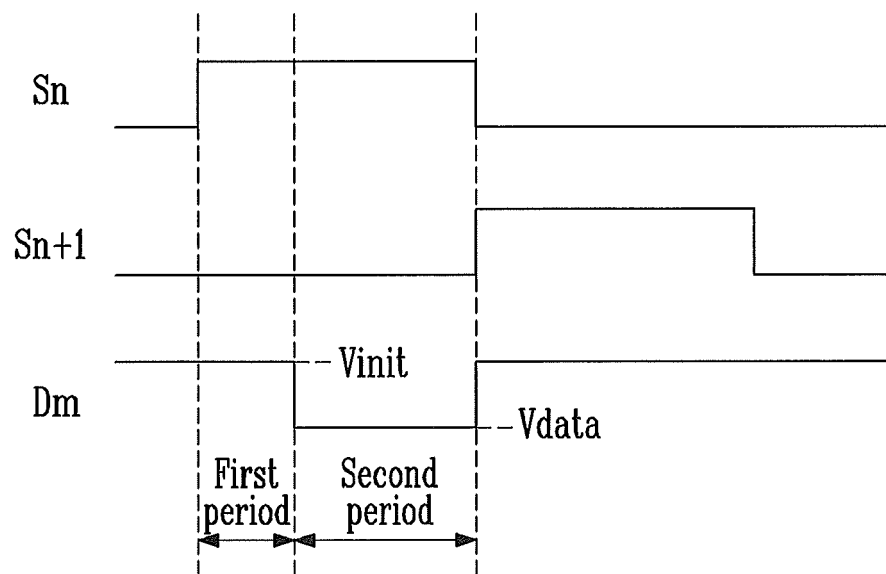 Sn
Sn+1
Vinit
Dm
Vdata
First
period
Second
period